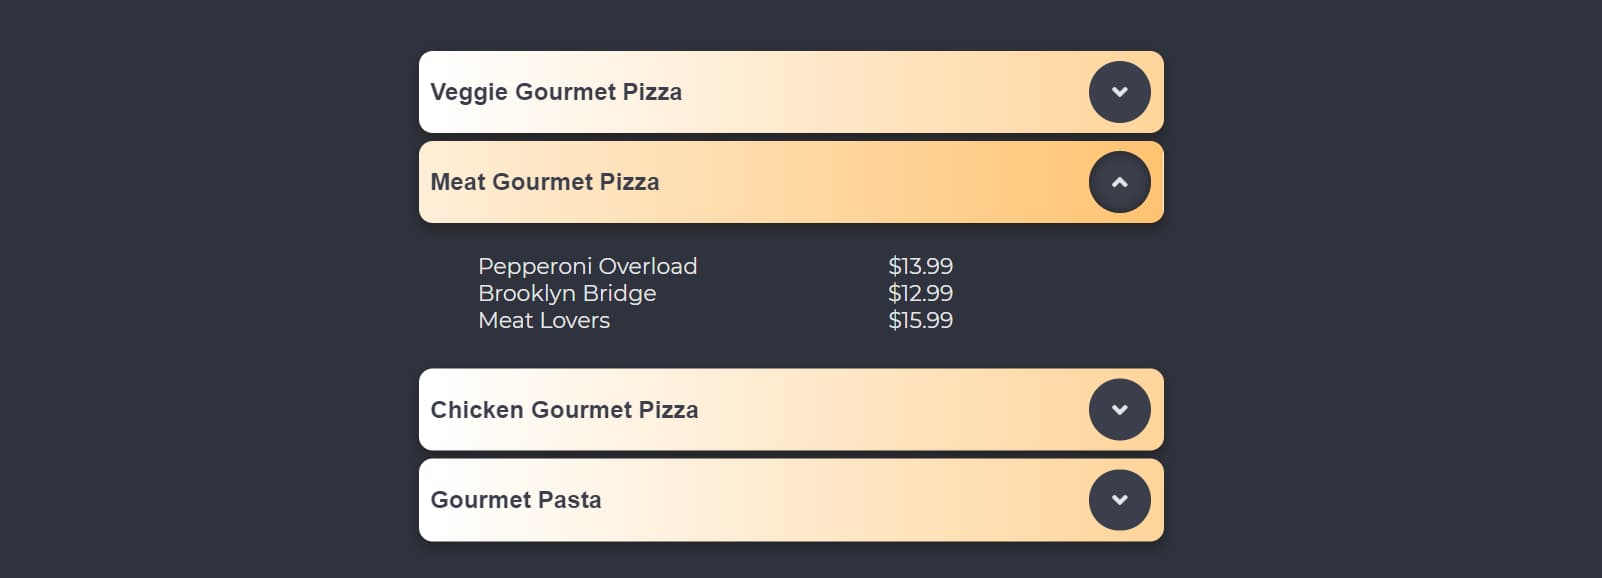 Veggie Gourmet Pizza
Meat Gourmet Pizza
Pepperoni Overload $13.99
Brooklyn Bridge $12.99
Meat Lovers $15.99
Chicken Gourmet Pizza
Gourmet Pasta